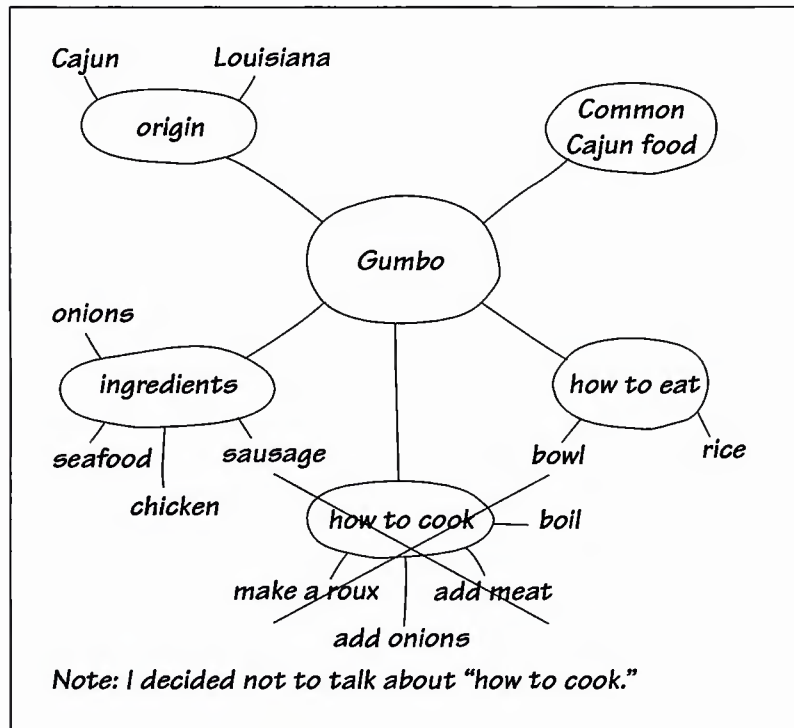 Cajun
Louisiana
origin
Common
Cajun food
Gumbo
onions
ingredients
how to eat
seafood
sausage
bowl
rice
chicken
how to cook
boil
make a roux
add meat
add onions
Note: I decided not to talk about “how to cook.”